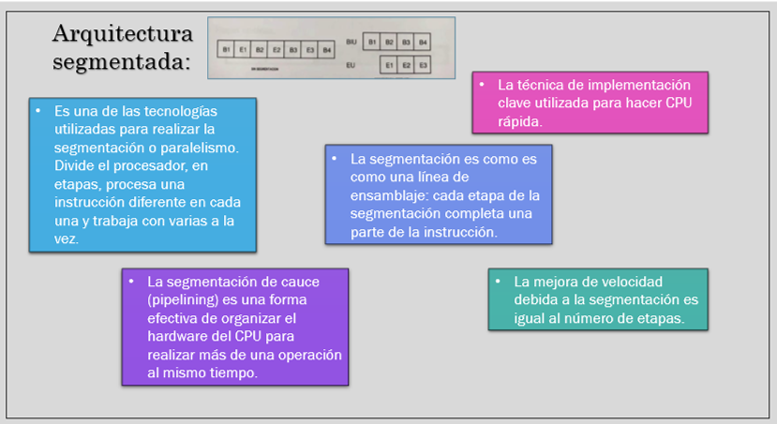 Arquitectura
segmentada:
B1 E1 B2 E2 B3 E3 B4
BIU B1 B2 B3 B4
EU E1 E2 E3
• La técnica de implementación
clave utilizada para hacer CPU
rápida.
• Es una de las tecnologías
utilizadas para realizar la
segmentación o paralelismo.
Divide el procesador, en
etapas, procesa una
instrucción diferente en cada
una y trabaja con varias a la
vez.
• La segmentación es como es
como una línea de
ensamblaje: cada etapa de la
segmentación completa una
parte de la instrucción.
• La segmentación de cauce
(pipelining) es una forma
efectiva de organizar el
hardware del CPU para
realizar más de una operación
al mismo tiempo.
• La mejora de velocidad
debida a la segmentación es
igual al número de etapas.